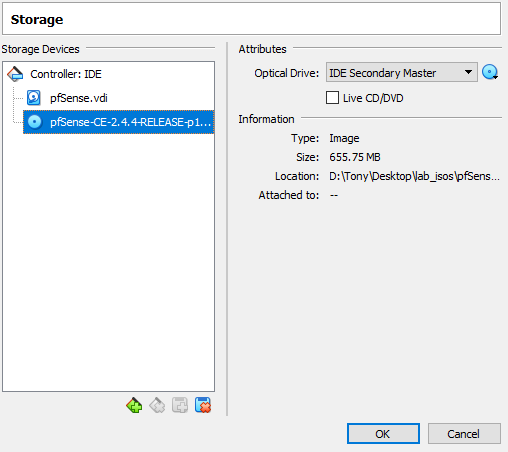 Storage
Storage Devices
Controller: IDE
pfSense.vdi
pfSense-CE-2.4.4-RELEASE-p1...
Attributes
Optical Drive: IDE Secondary Master
Live CD/DVD
Information
Type: Image
Size: 655.75 MB
Location: D:\Tony\Desktop\lab_isos\pfSens...
Attached to: --
OK
Cancel